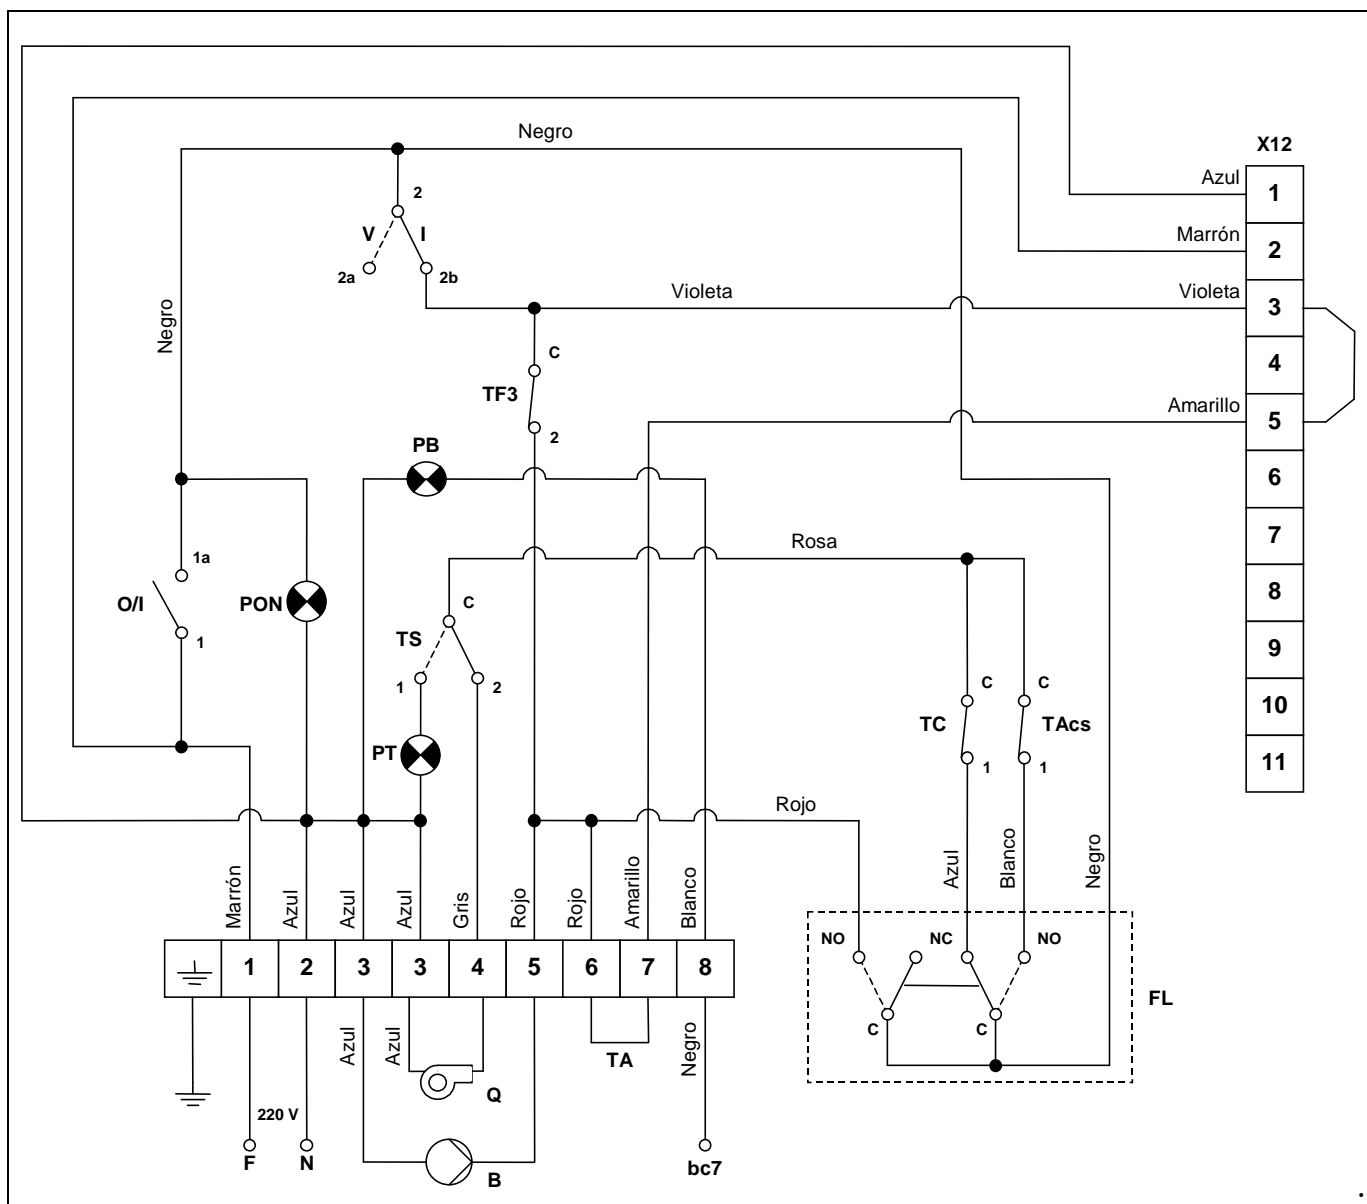 Negro
X12
Azul
1
2
V
I
Marrón
2
2a
2b
Violeta
Violeta
3
Negro
C
4
TF3
Amarillo
5
2
PB
6
Rosa
7
1a
O/I
PON
C
8
1
TS
9
1
2
C
C
10
TC
TAcs
PT
1
1
11
Rojo
Marrón
Azul
Azul
Azul
Gris
Rojo
Rojo
Amarillo
Blanco
Azul
Blanco
Negro
NO
NC
NO
1
2
3
3
4
5
6
7
8
FL
C
C
Azul
Azul
TA
Negro
Q
220 V
F
N
B
bc7
.